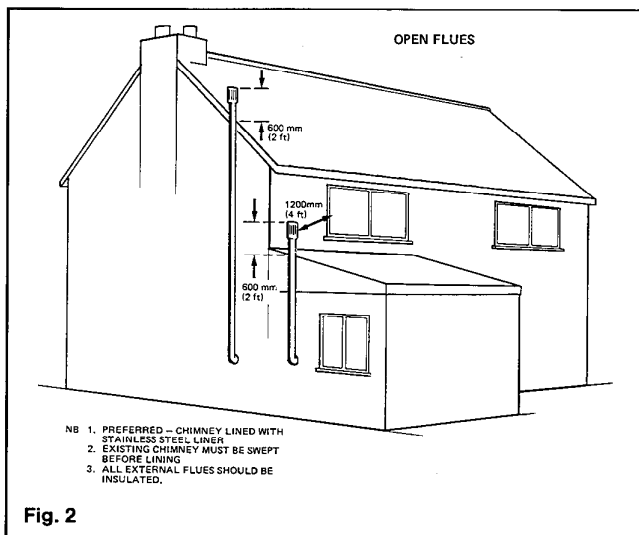 OPEN FLUES
600 mm
(2 ft)
1200mm
(4 ft)
600 mm
(2 ft)
NB 1. PREFERRED – CHIMNEY LINED WITH
STAINLESS STEEL LINER
2. EXISTING CHIMNEY MUST BE SWEPT
BEFORE LINING
3. ALL EXTERNAL FLUES SHOULD BE
INSULATED.
Fig. 2